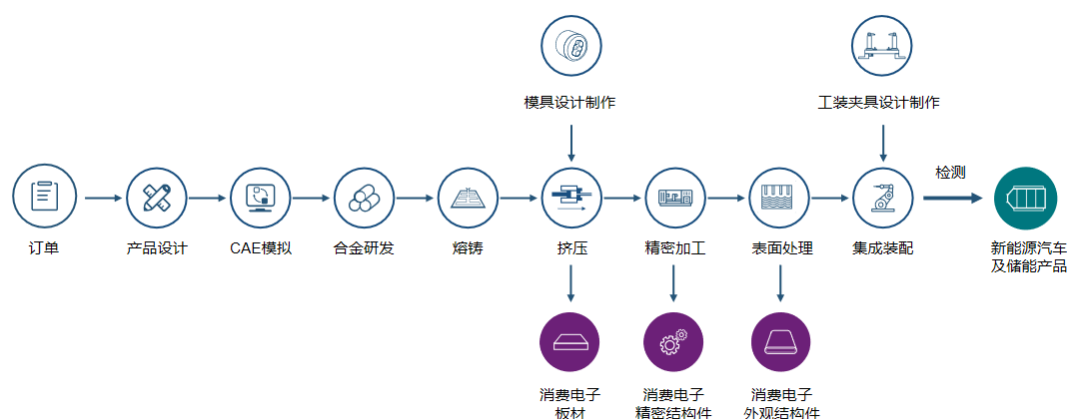 模具设计制作
工装夹具设计制作
检测
订单
产品设计
CAE模拟
合金研发
熔铸
挤压
精密加工
表面处理
集成装配
新能源汽车
及储能产品
消费电子
板材
消费电子
精密结构件
消费电子
外观结构件